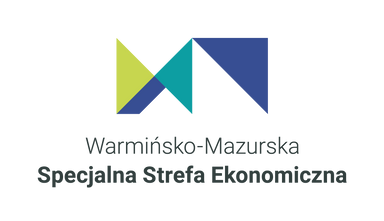 Warmińsko-Mazurska
Specjalna Strefa Ekonomiczna